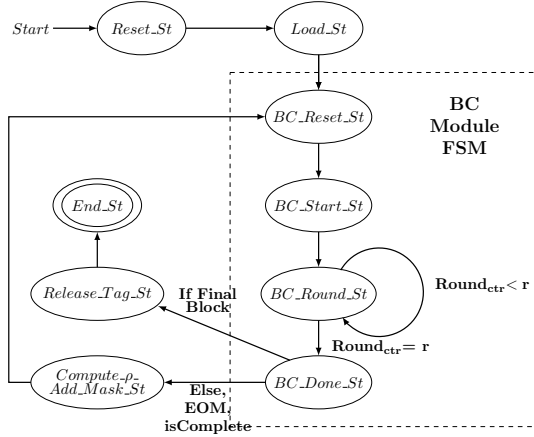 Start
Reset_St
Load_St
BC_Reset_St
BC
Module
FSM
End_St
BC_Start_St
Release_Tag_St
If Final
Block
BC_Round_St
Round_ctr < r
Round_ctr = r
Compute_ρ_
Add_Mask_St
Else,
EOM,
isComplete
BC_Done_St